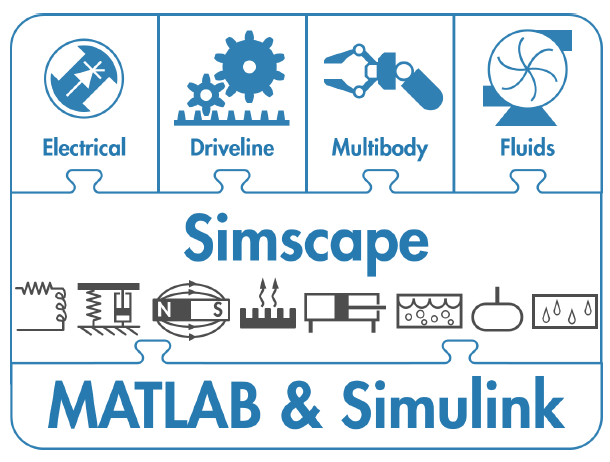 Electrical Driveline Multibody Fluids
Simscape
N S
MATLAB & Simulink